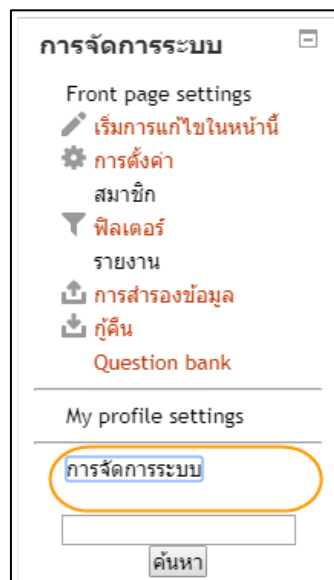 การจัดการระบบ
Front page settings
เริ่มการแก้ไขในหน้านี้
การตั้งค่า
สมาชิก
ฟิลเตอร์
รายงาน
การสำรองข้อมูล
กู้คืน
Question bank
My profile settings
การจัดการระบบ
ค้นหา